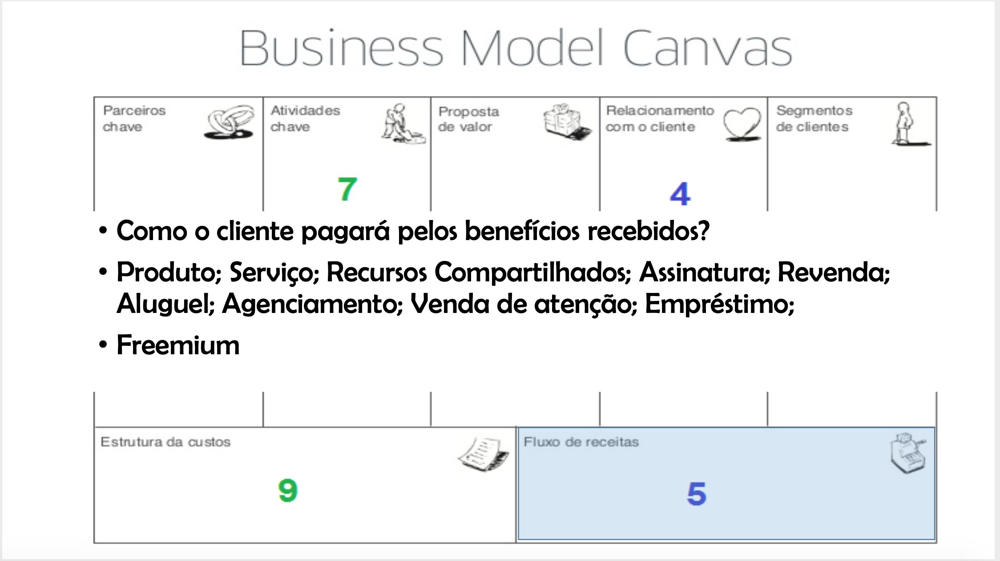 Business Model Canvas
Parceiros
chave
Atividades
chave
Proposta
de valor
Relacionamento
com o cliente
Segmentos
de clientes
7
4
• Como o cliente pagará pelos benefícios recebidos?
• Produto; Serviço; Recursos Compartilhados; Assinatura; Revenda;
Aluguel; Agenciamento; Venda de atenção; Empréstimo;
• Freemium
Estrutura da custos
9
Fluxo de receitas
5